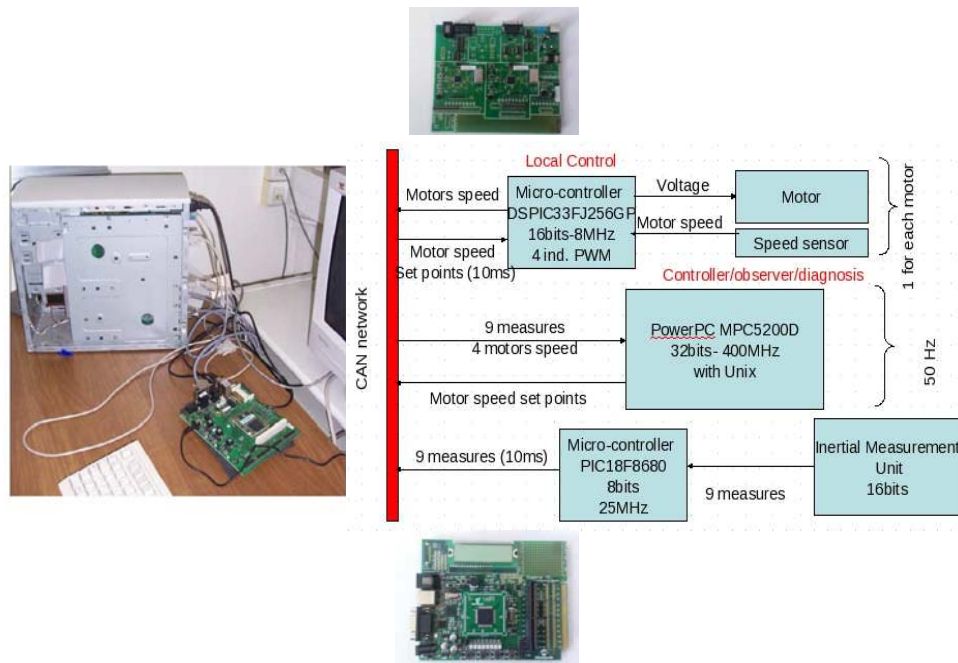 Local Control
Motors speed
Micro-controller
DSPIC33FJ256GP
16bits-8MHz
4 ind. PWM
Voltage
Motor
Motor speed
Speed sensor
Motor speed
Set points (10ms)
1 for each motor
Controller/observer/diagnosis
CAN network
9 measures
4 motors speed
PowerPC MPC5200D
32bits- 400MHz
with Unix
50 Hz
Motor speed set points
9 measures (10ms)
Micro-controller
PIC18F8680
8bits
25MHz
9 measures
Inertial Measurement
Unit
16bits